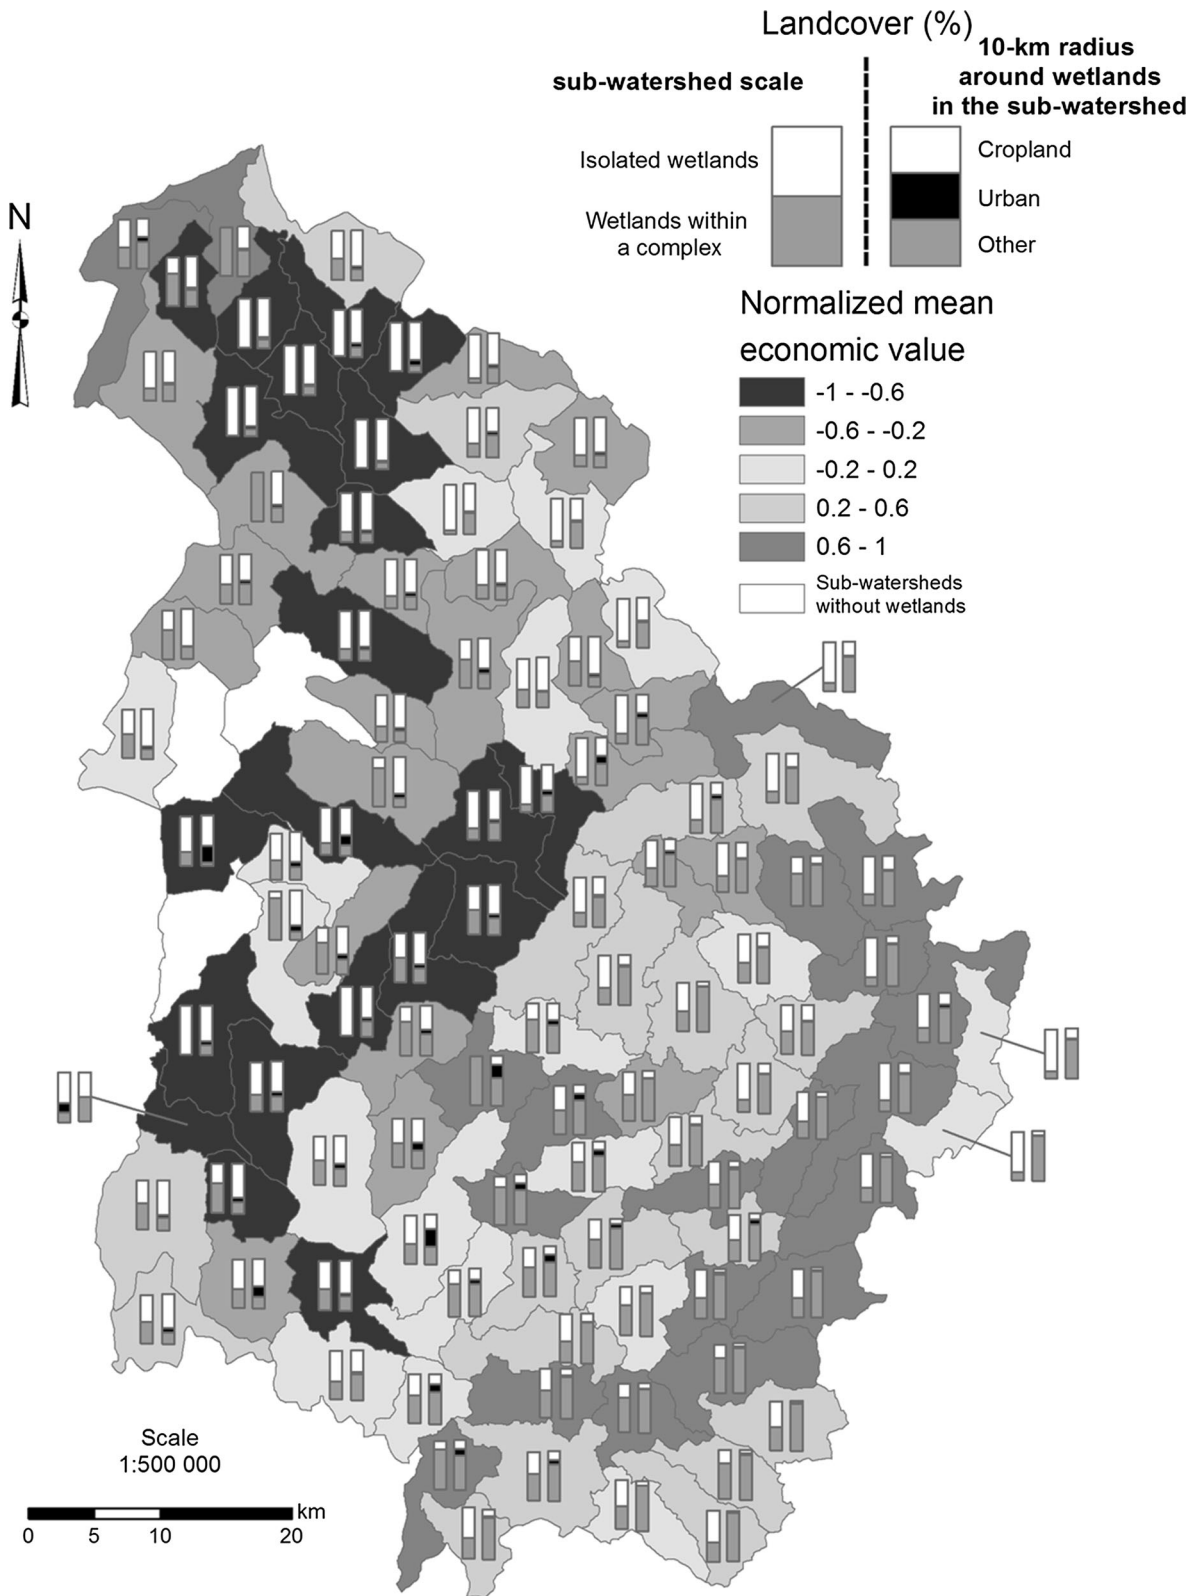 Landcover (%)
sub-watershed scale
10-km radius
around wetlands
in the sub-watershed
Isolated wetlands
Wetlands within
a complex
Cropland
Urban
Other
N
Normalized mean
economic value
-1 - -0.6
-0.6 - -0.2
-0.2 - 0.2
0.2 - 0.6
0.6 - 1
Sub-watersheds
without wetlands
Scale
1:500 000
km
0 5 10 20